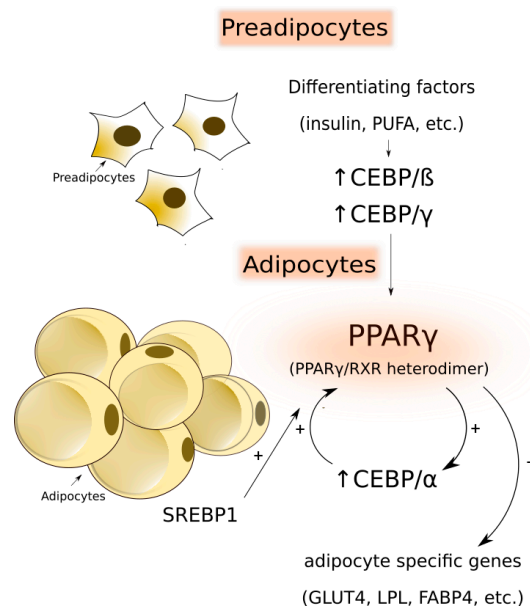 Preadipocytes
Differentiating factors
(insulin, PUFA, etc.)
Preadipocytes
↑CEBP/ß
↑CEBP/γ
Adipocytes
PPARγ
(PPARγ/RXR heterodimer)
+
+
+
+
↑CEBP/α
Adipocytes
SREBP1
adipocyte specific genes
(GLUT4, LPL, FABP4, etc.)